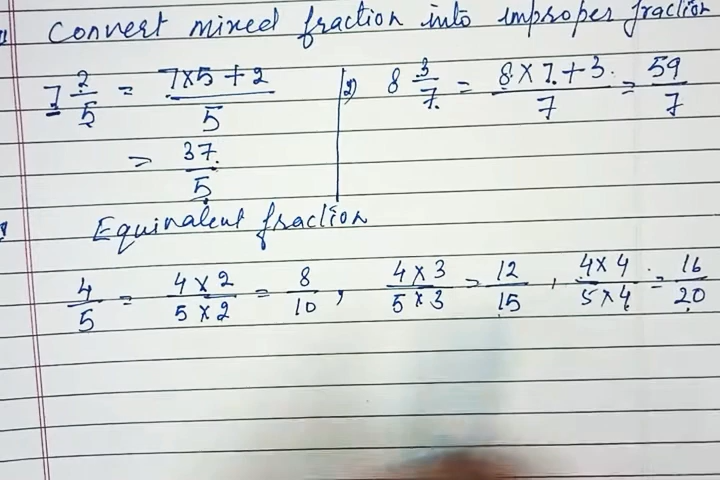 Convert mixed fraction into improper fraction
7 2/5 = 7×5+2/5
= 37/5
2) 8 3/7 = 8×7+3/7 = 59/7
Equivalent fraction
4/5 = 4×2/5×2 = 8/10, 4×3/5×3 = 12/15, 4×4/5×4 = 16/20